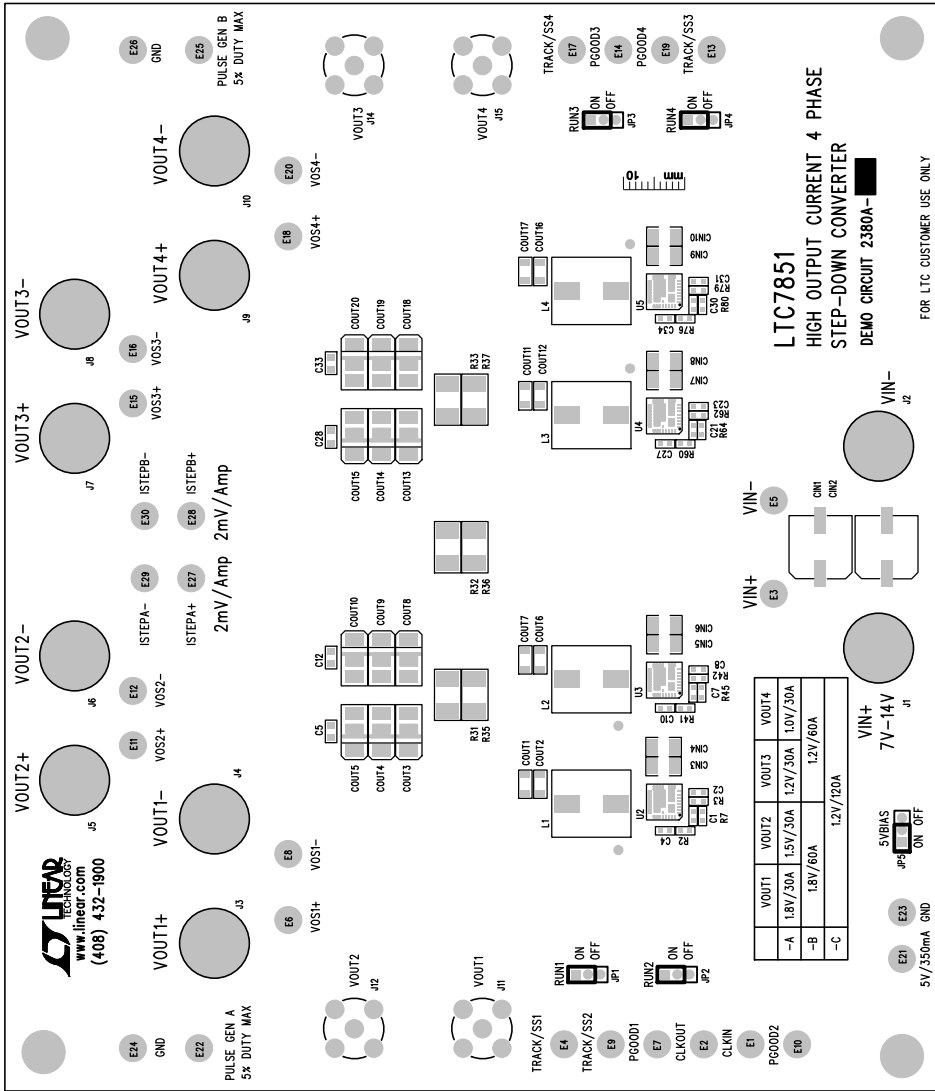 E24
GND
E22
PULSE GEN A
5% DUTY MAX
LT LINEAR
TECHNOLOGY
www.linear.com
(408) 432-1900
VOUT1+
J3
VOUT1-
J4
VOUT2+
J5
VOUT2-
J6
E11
VOS2+
E12
VOS2-
E6
VOS1+
E8
VOS1-
ISTEPA-
E29
ISTEPA+
E27
2mV/Amp
E30
ISTEPB-
E28
ISTEPB+
2mV/Amp
VOUT3+
J7
VOUT3-
J8
E15
VOS3+
E16
VOS3-
VOUT4+
J9
VOUT4-
J10
E18
VOS4+
E20
VOS4-
E26
GND
E25
PULSE GEN B
5% DUTY MAX
VOUT2
J12
VOUT1
J11
C5
COUT5
COUT4
COUT3
C12
COUT10
COUT9
COUT8
R31
R35
R32
R36
C28
COUT15
COUT14
COUT13
C33
COUT20
COUT19
COUT18
R33
R37
VOUT3
J14
VOUT4
J15
TRACK/SS1
E4
TRACK/SS2
E9
PGOOD1
E7
CLKOUT
E2
CLKIN
E1
PGOOD2
E10
RUN1
ON
OFF
JP1
RUN2
ON
OFF
JP2
COUT1
COUT2
L1
U2
CIN3
CIN4
C4
R2
C1
R7
R3
C2
COUT7
COUT6
L2
U3
CIN5
CIN6
C10
R41
C7
R45
R42
C8
COUT11
COUT12
L3
U4
CIN7
CIN8
C27
R60
C21
R64
R62
C23
COUT17
COUT16
L4
U5
CIN9
CIN10
C34
R76
C30
R80
R79
C31
10
mm
TRACK/SS4
E17
PGOOD3
E14
PGOOD4
E19
TRACK/SS3
E13
RUN3
ON
OFF
JP3
RUN4
ON
OFF
JP4
VOUT1 VOUT2 VOUT3 VOUT4
-A 1.8V/30A 1.5V/30A 1.2V/30A 1.0V/30A
-B 1.8V/60A 1.2V/60A
-C 1.2V/120A
E21
5V/350mA
E23
GND
5VBIAS
JP5
ON OFF
VIN+
E3
VIN-
E5
VIN+
7V-14V
J1
CIN1
CIN2
VIN-
J2
LTC7851
HIGH OUTPUT CURRENT 4 PHASE
STEP-DOWN CONVERTER
DEMO CIRCUIT 2380A-
FOR LTC CUSTOMER USE ONLY